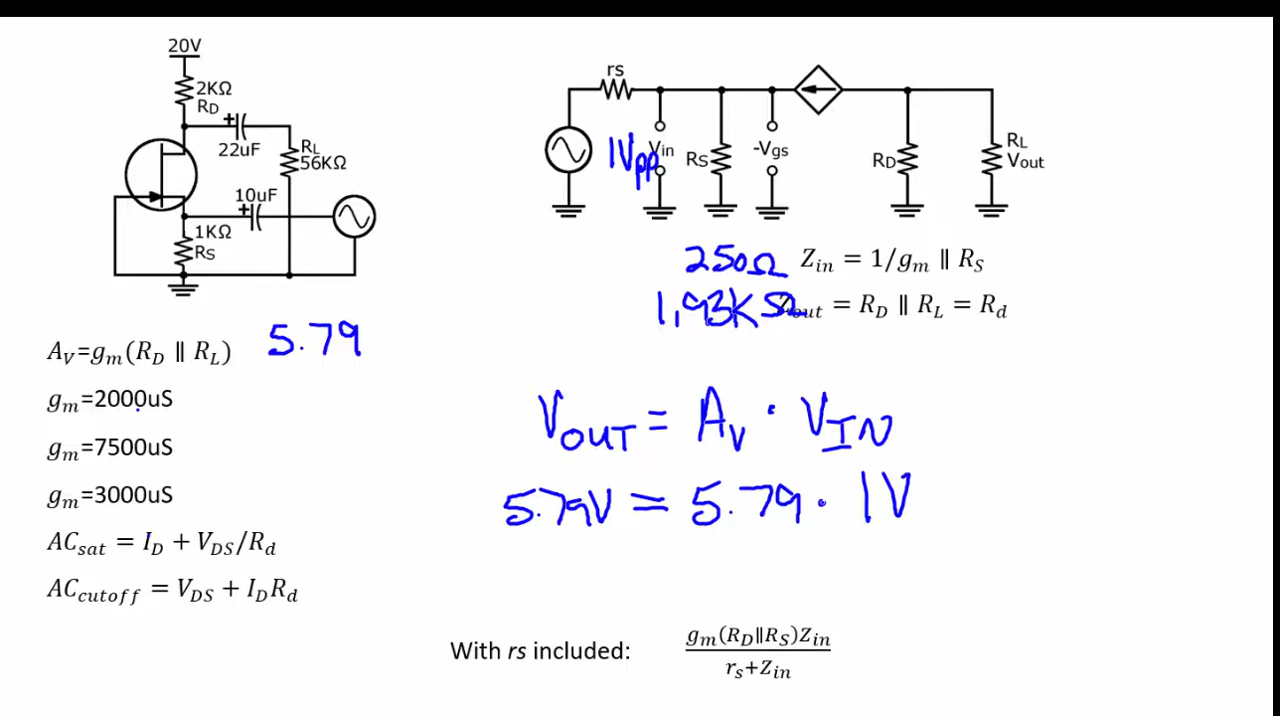 20V
2KΩ
RD
22uF
RL
56KΩ
10uF
1KΩ
RS
rs
1Vpp
Vin
RS
-Vgs
RD
RL
Vout
250Ω Zin = 1/gm ∥ RS
1.93KΩ Zout = RD ∥ RL = Rd
AV=gm(RD ∥ RL) 5.79
gm=2000uS
gm=7500uS
gm=3000uS
ACsat = ID + VDS/Rd
ACcutoff = VDS + IDRd
VOUT = AV · VIN
5.79V = 5.79 · 1V
With rs included: gm(RD∥RS)Zin
rs+Zin